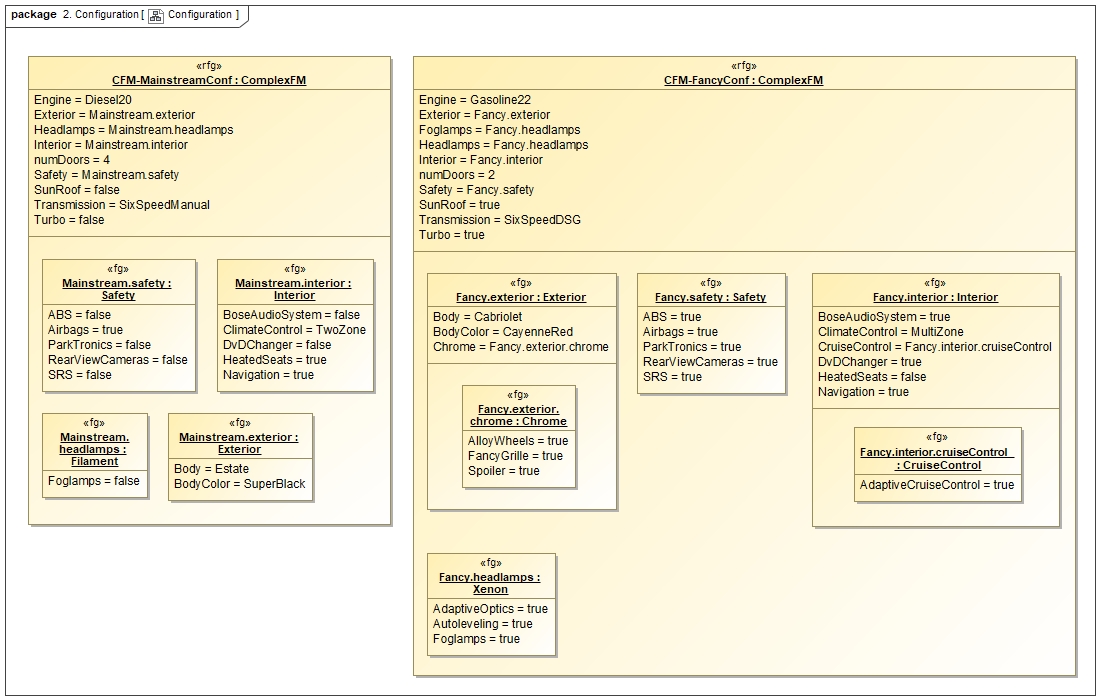 package 2. Configuration [ Configuration ]
«rfg»
CFM-MainstreamConf : ComplexFM
Engine = Diesel20
Exterior = Mainstream.exterior
Headlamps = Mainstream.headlamps
Interior = Mainstream.interior
numDoors = 4
Safety = Mainstream.safety
SunRoof = false
Transmission = SixSpeedManual
Turbo = false
«fg»
Mainstream.safety :
Safety
ABS = false
Airbags = true
ParkTronics = false
RearViewCameras = false
SRS = false
«fg»
Mainstream.interior :
Interior
BoseAudioSystem = false
ClimateControl = TwoZone
DvDChanger = false
HeatedSeats = true
Navigation = true
«fg»
Mainstream.
headlamps :
Filament
Foglamps = false
«fg»
Mainstream.exterior :
Exterior
Body = Estate
BodyColor = SuperBlack
«rfg»
CFM-FancyConf : ComplexFM
Engine = Gasoline22
Exterior = Fancy.exterior
Foglamps = Fancy.headlamps
Headlamps = Fancy.headlamps
Interior = Fancy.interior
numDoors = 2
Safety = Fancy.safety
SunRoof = true
Transmission = SixSpeedDSG
Turbo = true
«fg»
Fancy.exterior : Exterior
Body = Cabriolet
BodyColor = CayenneRed
Chrome = Fancy.exterior.chrome
«fg»
Fancy.exterior.
chrome : Chrome
AlloyWheels = true
FancyGrille = true
Spoiler = true
«fg»
Fancy.safety : Safety
ABS = true
Airbags = true
ParkTronics = true
RearViewCameras = true
SRS = true
«fg»
Fancy.interior : Interior
BoseAudioSystem = true
ClimateControl = MultiZone
CruiseControl = Fancy.interior.cruiseControl
DvDChanger = true
HeatedSeats = false
Navigation = true
«fg»
Fancy.interior.cruiseControl
: CruiseControl
AdaptiveCruiseControl = true
«fg»
Fancy.headlamps :
Xenon
AdaptiveOptics = true
Autoleveling = true
Foglamps = true